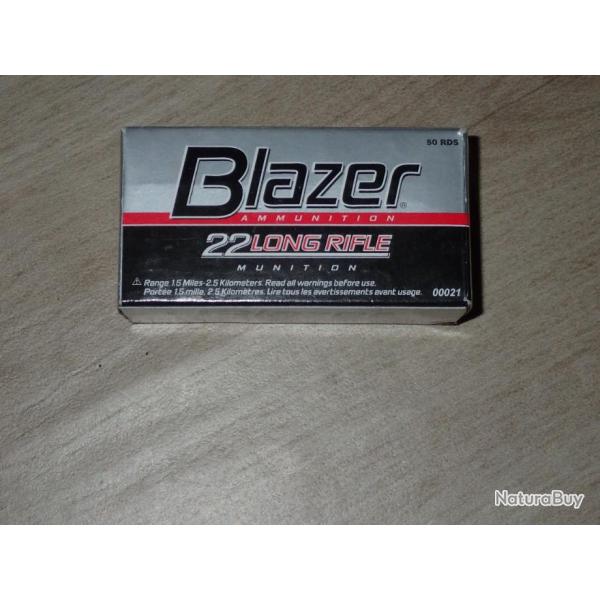 50 RDS
Blazer®
AMMUNITION
22 LONG RIFLE
MUNITION
⚠ Range 1.5 Miles-2.5 Kilometers. Read all warnings before use.
Portée 1.5 mille, 2.5 Kilomètres. Lire tous les avertissements avant usage.
00021
NaturaBuy